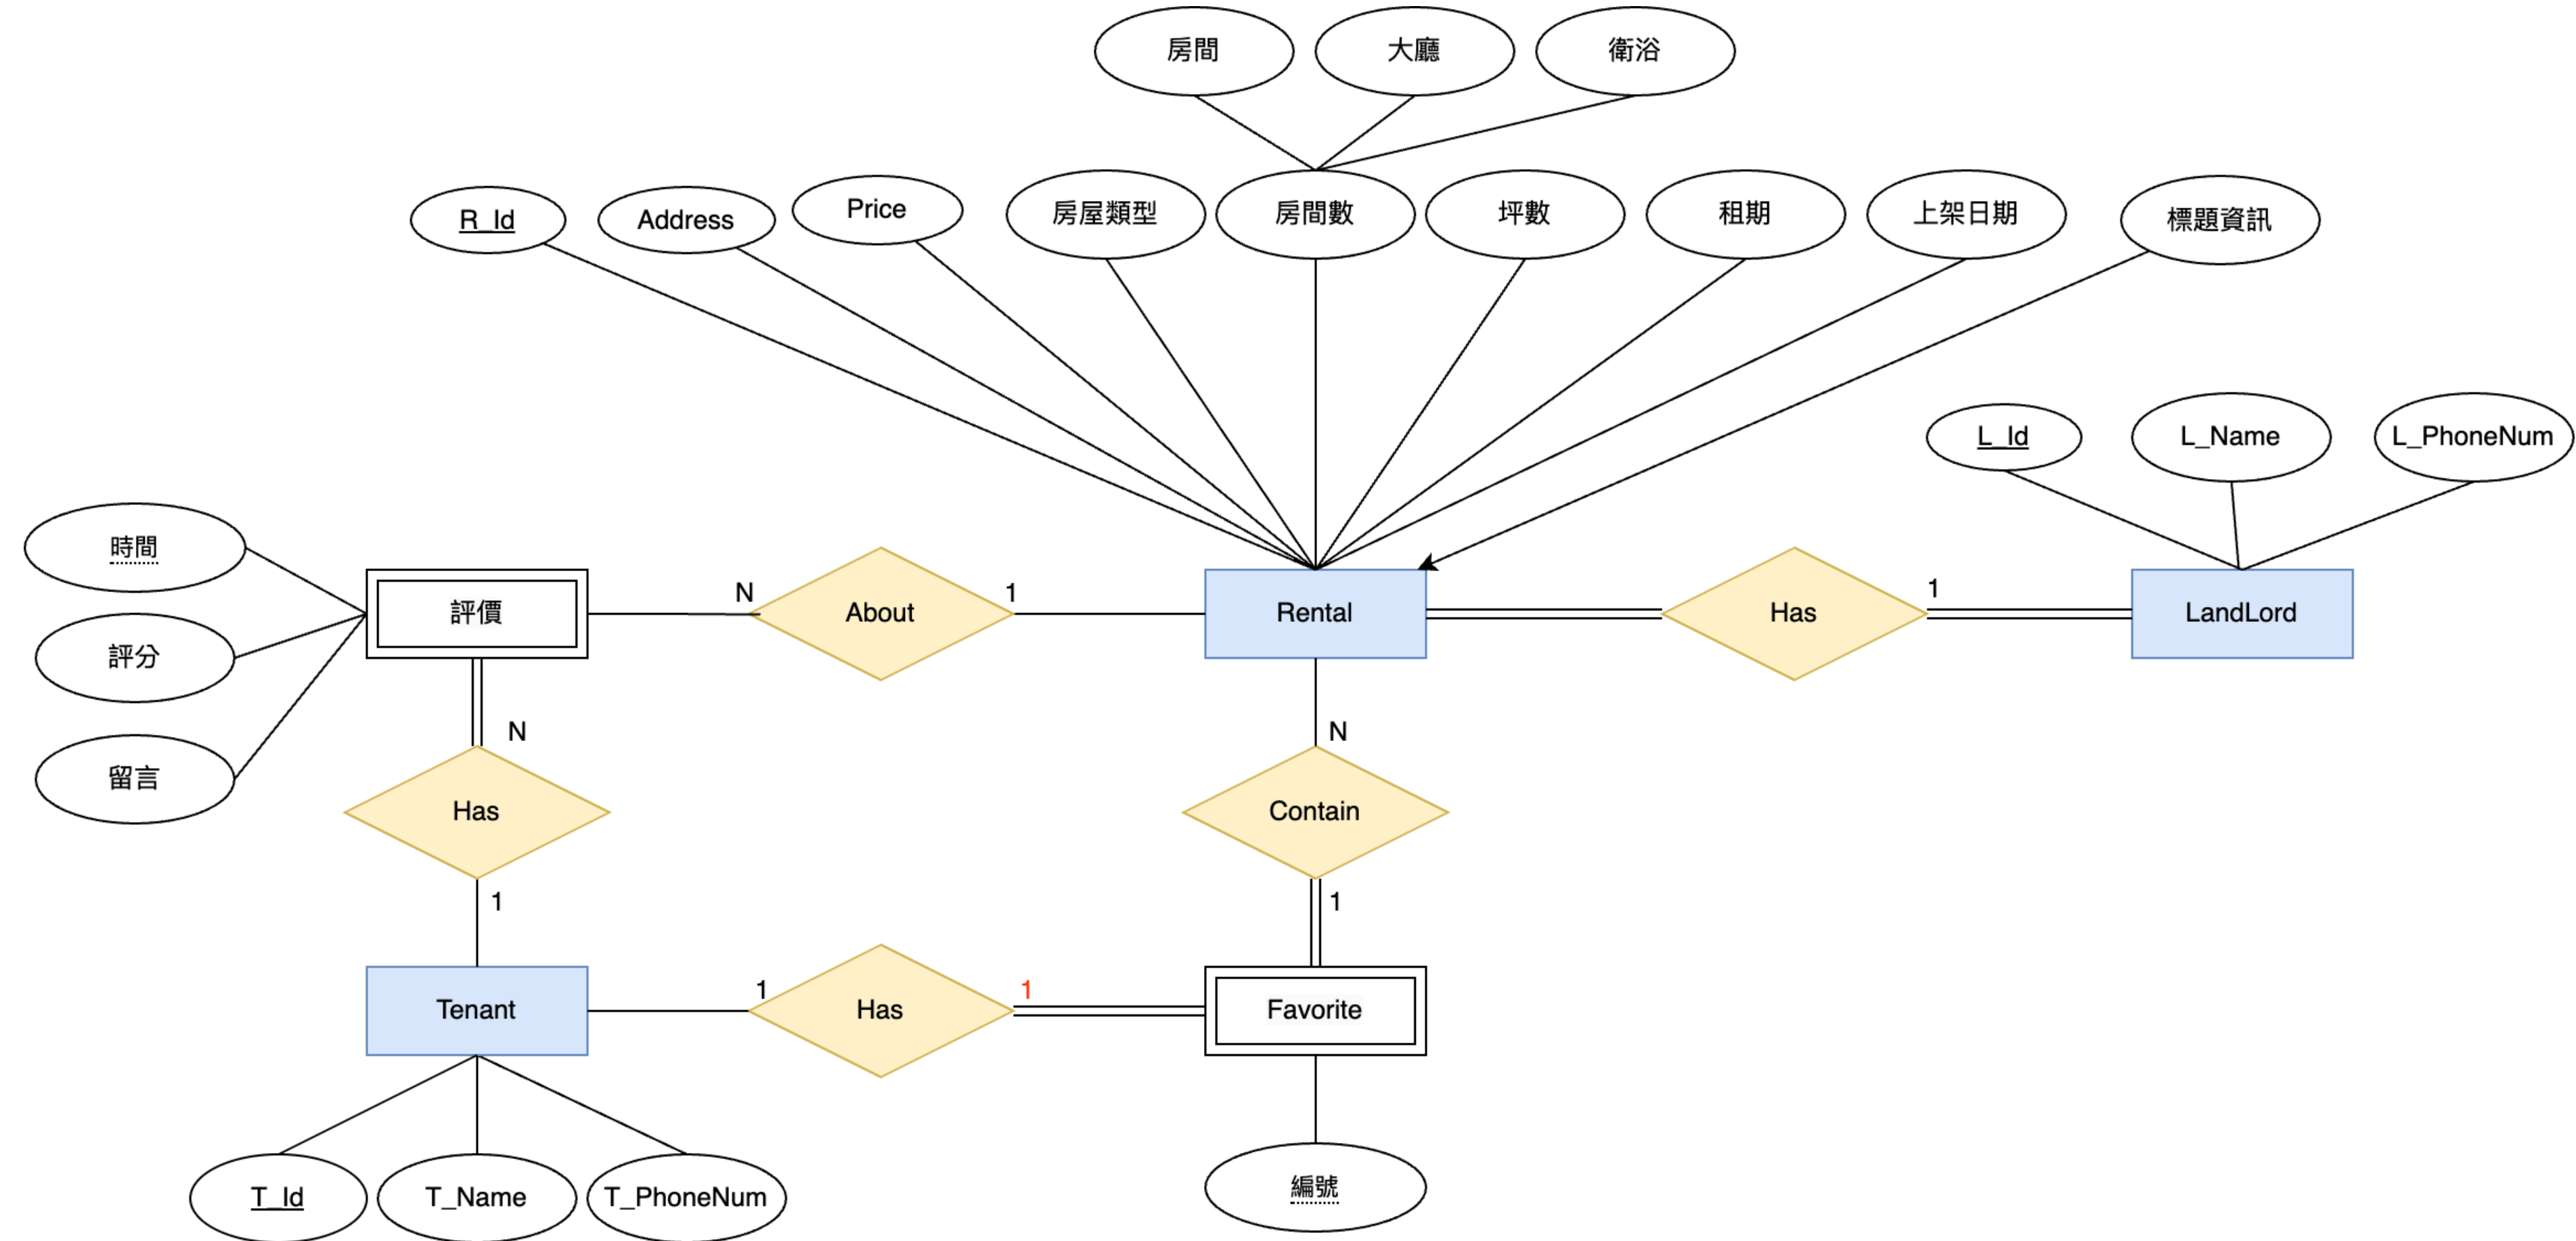 房間
大廳
衛浴
R_Id
Address
Price
房屋類型
房間數
坪數
租期
上架日期
標題資訊
L_Id
L_Name
L_PhoneNum
時間
評分
留言
評價
N
About
1
Rental
Has
1
LandLord
N
N
Has
Contain
1
1
Tenant
1
Has
1
Favorite
T_Id
T_Name
T_PhoneNum
編號